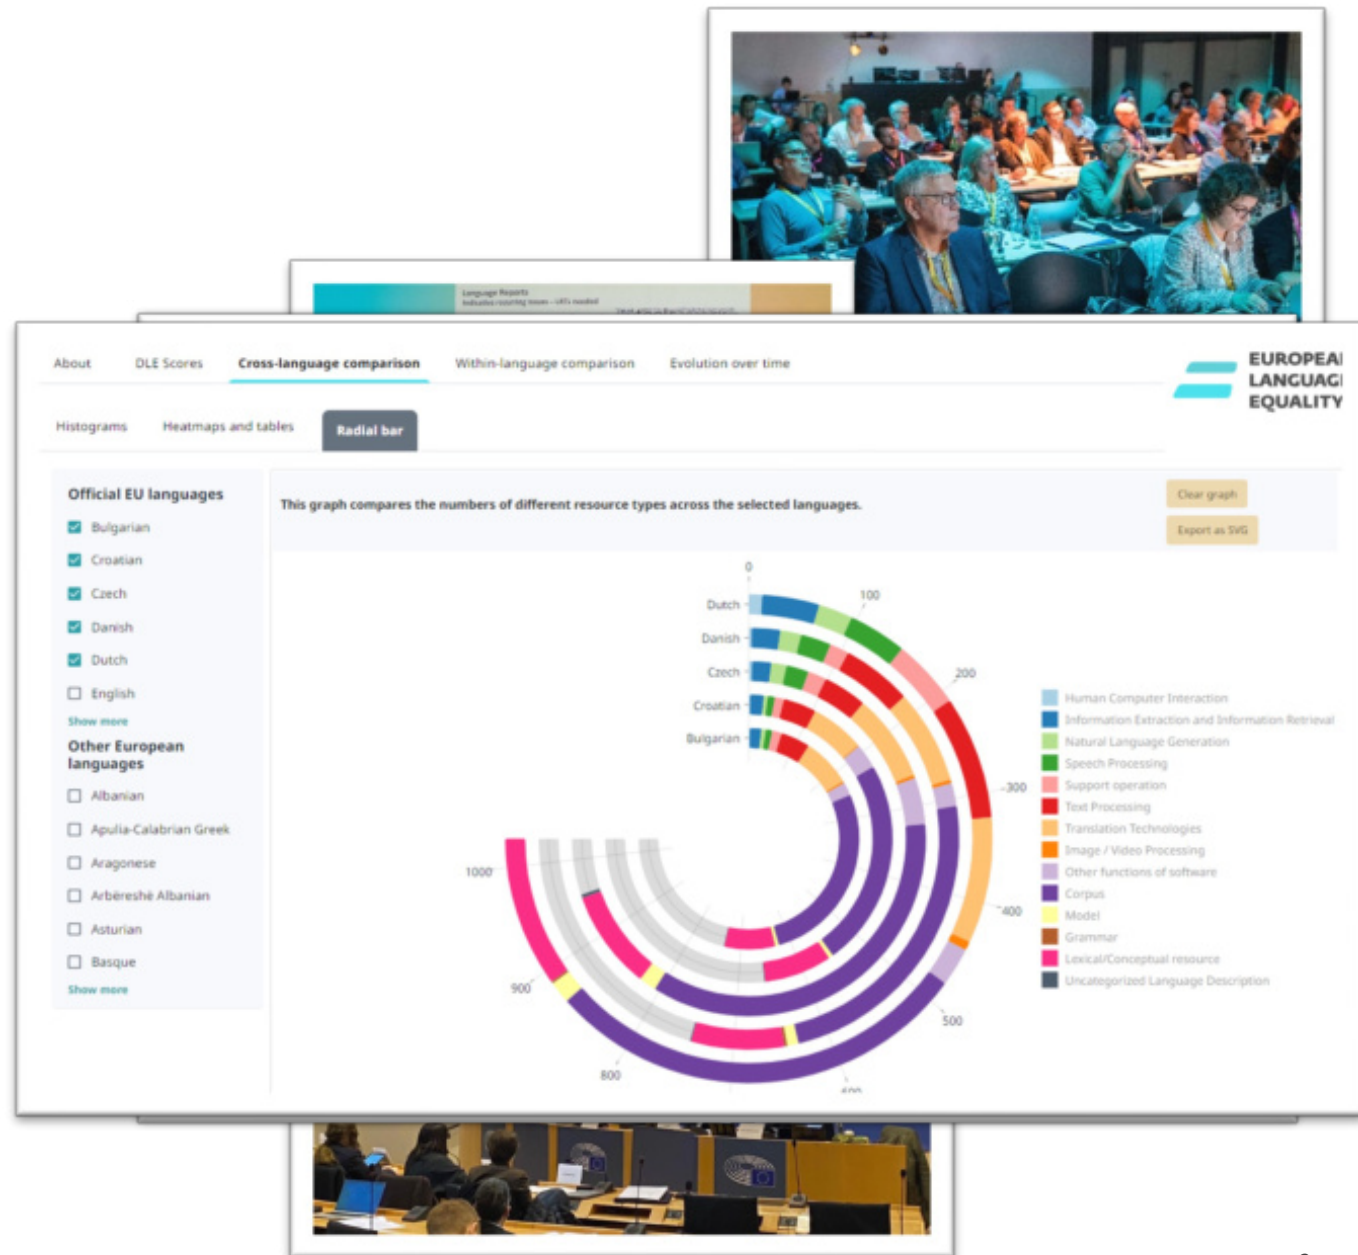 Language Reports
About
DLE Scores
Cross-language comparison
Within-language comparison
Evolution over time
EUROPEA
LANGUAG
EQUALITY
Histograms
Heatmaps and tables
Radial bar
Official EU languages
Bulgarian
Croatian
Czech
Danish
Dutch
English
Show more
Other European
languages
Albanian
Apulia-Calabrian Greek
Aragonese
Arbëreshë Albanian
Asturian
Basque
Show more
This graph compares the numbers of different resource types across the selected languages.
Clear graph
Export as SVG
0
100
200
300
400
500
600
800
900
1000
Dutch
Danish
Czech
Croatian
Bulgarian
Human Computer Interaction
Information Extraction and Information Retrieval
Natural Language Generation
Speech Processing
Support operation
Text Processing
Translation Technologies
Image / Video Processing
Other functions of software
Corpus
Model
Grammar
Lexical/Conceptual resource
Uncategorized Language Description